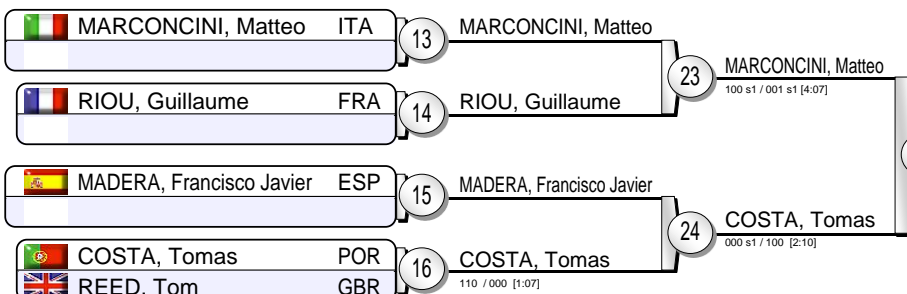 MARCONCINI, Matteo ITA
13
MARCONCINI, Matteo
RIOU, Guillaume FRA
14
RIOU, Guillaume
23
MARCONCINI, Matteo
100 s1 / 001 s1 [4:07]
MADERA, Francisco Javier ESP
15
MADERA, Francisco Javier
COSTA, Tomas POR
REED, Tom GBR
16
COSTA, Tomas
110 / 000 [1:07]
24
COSTA, Tomas
000 s1 / 100 [2:10]